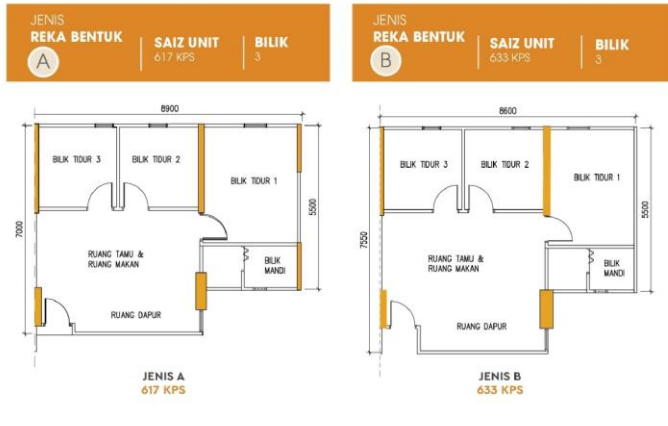 JENIS
REKA BENTUK
A
SAIZ UNIT
617 KPS
BILIK
3
8900
7000
5500
BILIK TIDUR 3
BILIK TIDUR 2
BILIK TIDUR 1
RUANG TAMU &
RUANG MAKAN
BILIK
MANDI
RUANG DAPUR
JENIS A
617 KPS
JENIS
REKA BENTUK
B
SAIZ UNIT
633 KPS
BILIK
3
8600
7550
5500
BILIK TIDUR 3
BILIK TIDUR 2
BILIK TIDUR 1
RUANG TAMU &
RUANG MAKAN
BILIK
MANDI
RUANG DAPUR
JENIS B
633 KPS